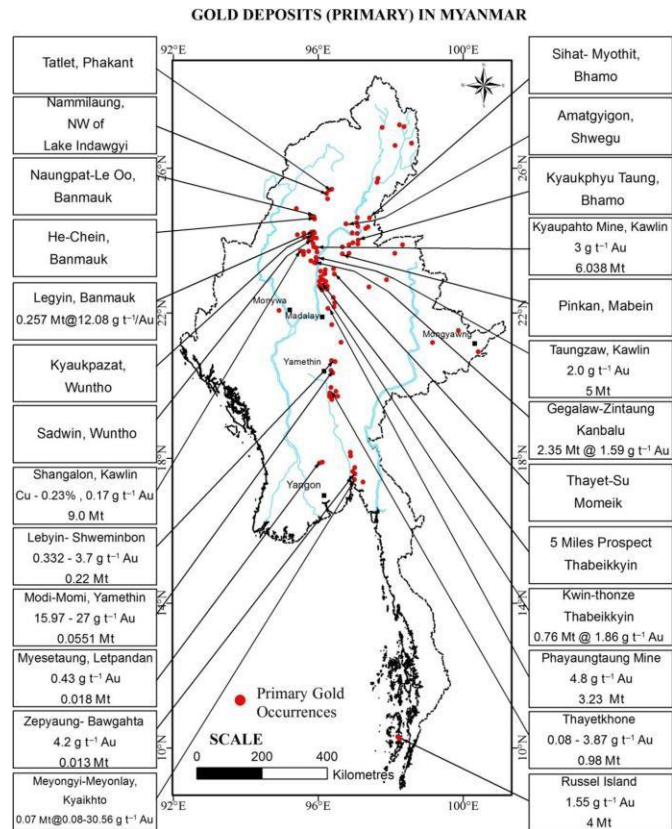 GOLD DEPOSITS (PRIMARY) IN MYANMAR
92°E
96°E
100°E
Tatlet, Phakant
Nammilaung,
NW of
Lake Indawgyi
Naungpat-Le Oo,
Banmauk
He-Chein,
Banmauk
Legyin, Banmauk
0.257 Mt@12.08 g t⁻¹/Au
Kyaukpazat,
Wuntho
Sadwin, Wuntho
Shangalon, Kawlin
Cu - 0.23% , 0.17 g t⁻¹ Au
9.0 Mt
Lebyin- Shweminbon
0.332 - 3.7 g t⁻¹ Au
0.22 Mt
Modi-Momi, Yamethin
15.97 - 27 g t⁻¹ Au
0.0551 Mt
Myesetaung, Letpandan
0.43 g t⁻¹ Au
0.018 Mt
Zepyaung- Bawgahta
4.2 g t⁻¹ Au
0.013 Mt
Meyongyi-Meyonlay,
Kyaikhto
0.07 Mt@0.08-30.56 g t⁻¹ Au
26°N
22°N
18°N
14°N
10°N
Monywa
Madalay
Mongyawng
Yamethin
Yangon
Primary Gold
Occurrences
SCALE
0 200 400
Kilometres
26°N
22°N
18°N
14°N
10°N
Sihat- Myothit,
Bhamo
Amatgyigon,
Shwegu
Kyaukphyu Taung,
Bhamo
Kyaupahto Mine, Kawlin
3 g t⁻¹ Au
6.038 Mt
Pinkan, Mabein
Taungzaw, Kawlin
2.0 g t⁻¹ Au
5 Mt
Gegalaw-Zintaung
Kanbalu
2.35 Mt @ 1.59 g t⁻¹ Au
Thayet-Su
Momeik
5 Miles Prospect
Thabeikkyin
Kwin-thonze
Thabeikkyin
0.76 Mt @ 1.86 g t⁻¹ Au
Phayaungtaung Mine
4.8 g t⁻¹ Au
3.23 Mt
Thayetkhone
0.08 - 3.87 g t⁻¹ Au
0.98 Mt
Russel Island
1.55 g t⁻¹ Au
4 Mt
92°E
96°E
100°E